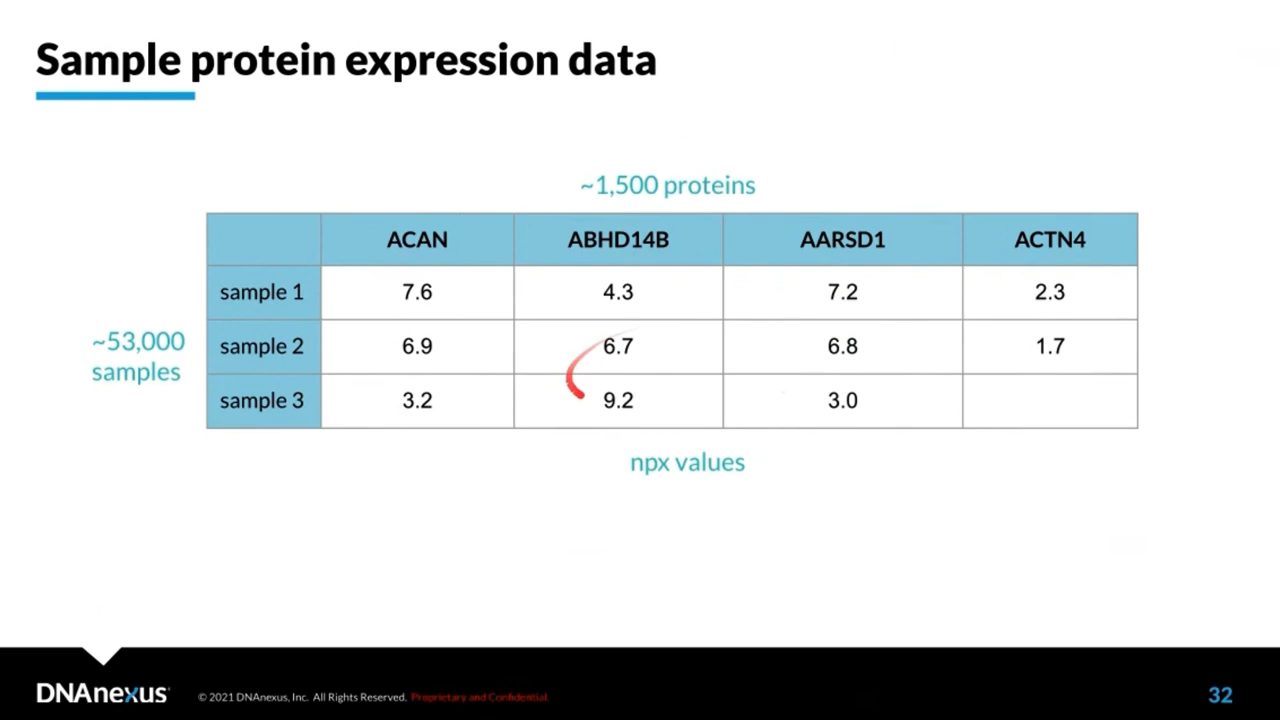 Sample protein expression data
~1,500 proteins
ACAN ABHD14B AARSD1 ACTN4
sample 1 7.6 4.3 7.2 2.3
~53,000
samples
sample 2 6.9 6.7 6.8 1.7
sample 3 3.2 9.2 3.0
npx values
DNAnexus © 2021 DNAnexus, Inc. All Rights Reserved. Proprietary and Confidential. 32